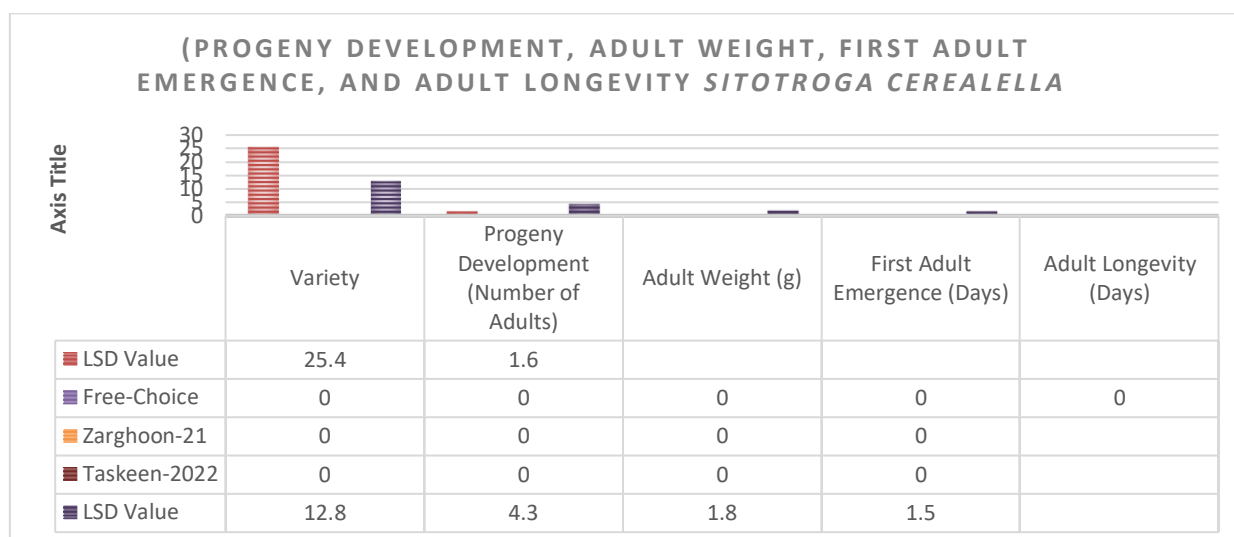 (PROGENY DEVELOPMENT, ADULT WEIGHT, FIRST ADULT
EMERGENCE, AND ADULT LONGEVITY SITOTROGA CEREALELLA
Axis Title
30
25
20
15
10
5
0
Variety
Progeny
Development
(Number of
Adults)
Adult Weight (g)
First Adult
Emergence (Days)
Adult Longevity
(Days)
LSD Value 25.4 1.6
Free-Choice 0 0 0 0 0
Zarghoon-21 0 0 0 0
Taskeen-2022 0 0 0 0
LSD Value 12.8 4.3 1.8 1.5